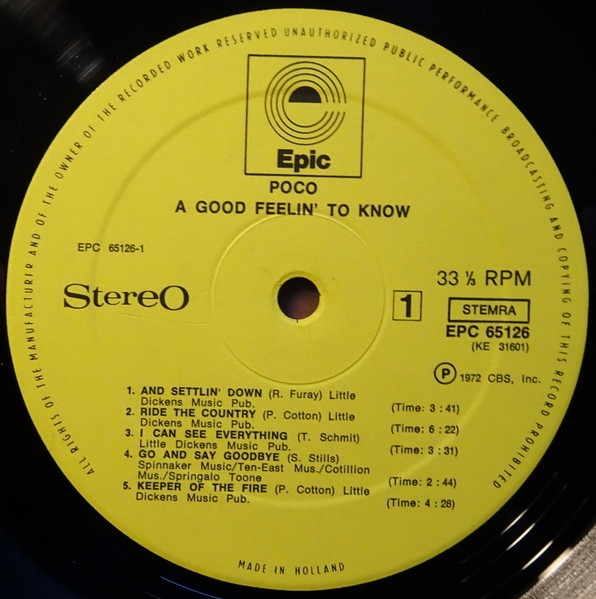 ALL RIGHTS OF THE MANUFACTURER AND OF THE OWNER OF THE RECORDED WORK RESERVED UNAUTHORIZED PUBLIC PERFORMANCE BROADCASTING AND COPYING OF THIS RECORD PROHIBITED
e
Epic
POCO
A GOOD FEELIN' TO KNOW
EPC 65126-1
Stereo
33 ⅓ RPM
1
STEMRA
EPC 65126
(KE 31601)
Ⓟ 1972 CBS, Inc.
1. AND SETTLIN' DOWN (R. Furay) Little
Dickens Music Pub. (Time: 3 : 41)
2. RIDE THE COUNTRY (P. Cotton) Little
Dickens Music Pub. (Time: 6 : 22)
3. I CAN SEE EVERYTHING (T. Schmit)
Little Dickens Music Pub. (Time: 3 : 31)
4. GO AND SAY GOODBYE (S. Stills)
Spinnaker Music/Ten-East Mus./Cotillion
Mus./Springalo Toone (Time: 2 : 44)
5. KEEPER OF THE FIRE (P. Cotton) Little
Dickens Music Pub. (Time: 4 : 28)
MADE IN HOLLAND